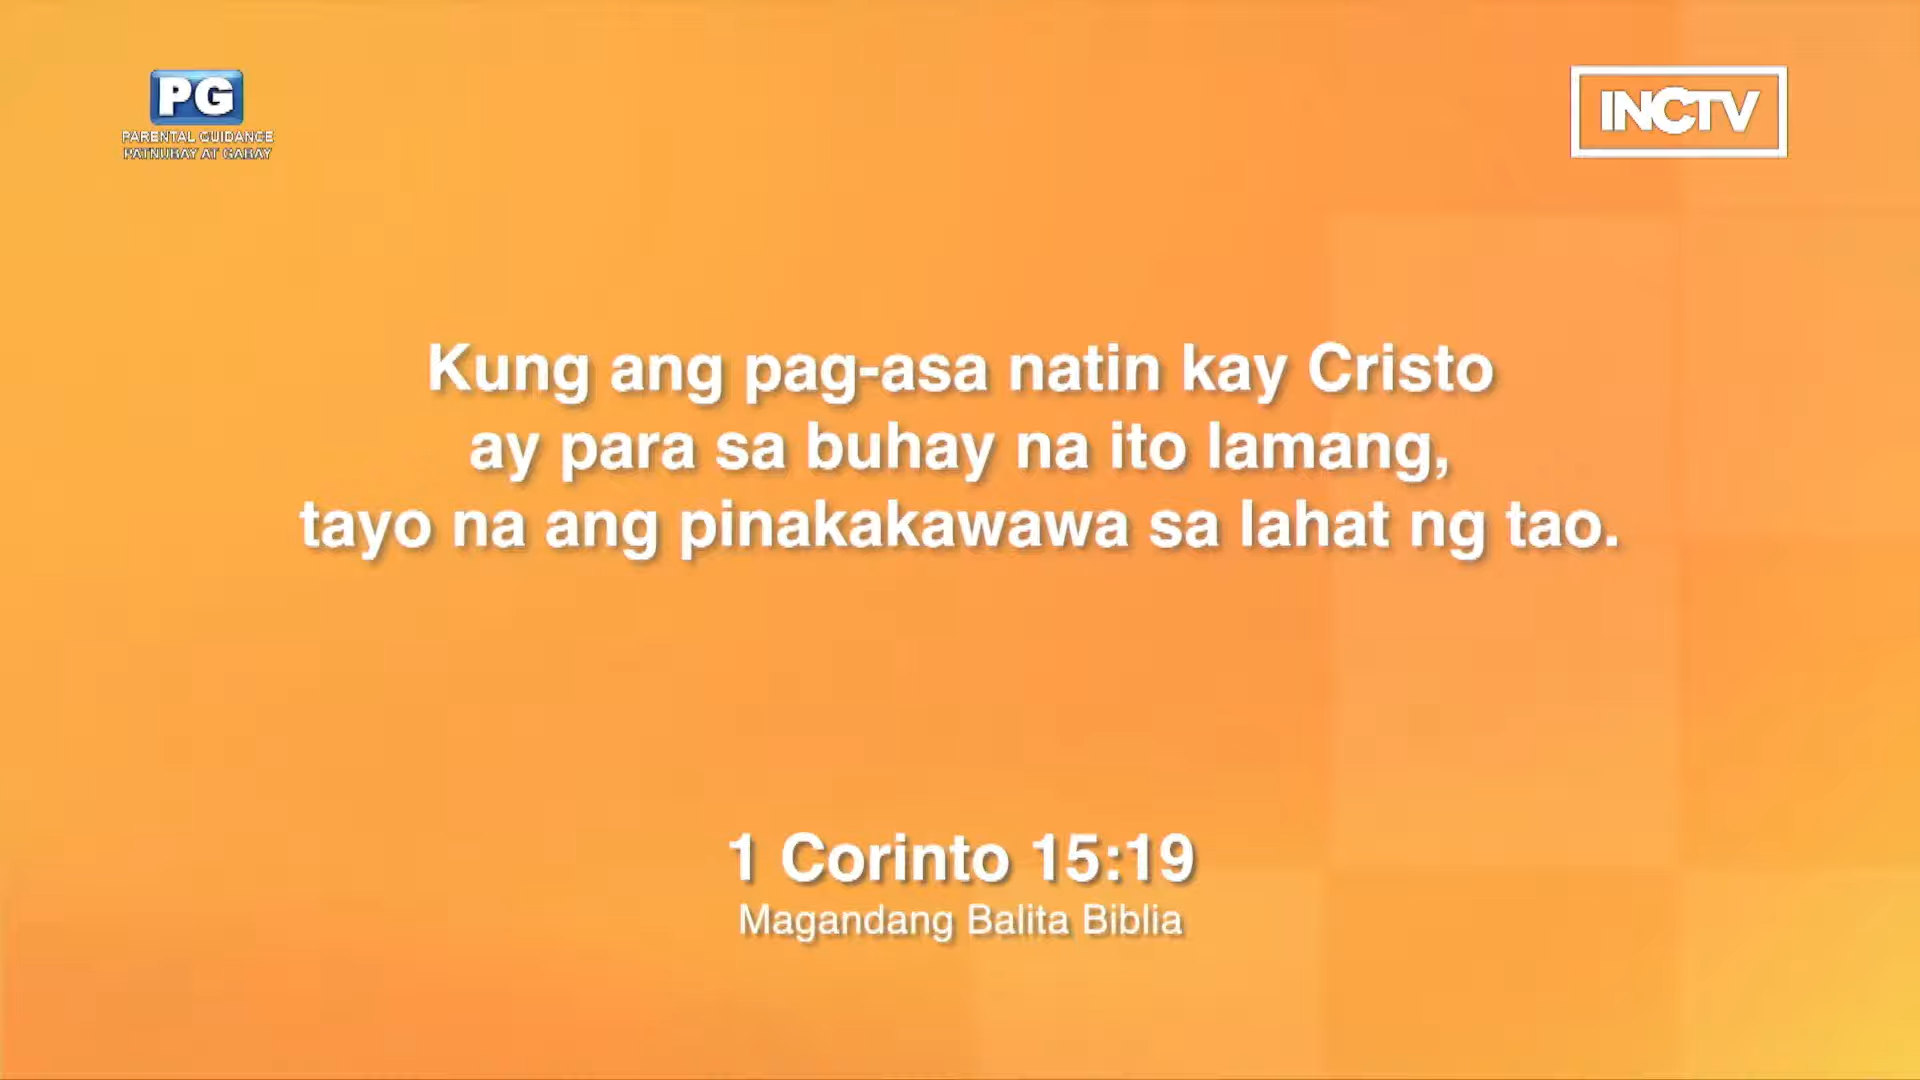 PG
PARENTAL GUIDANCE
PATNUBAY AT GABAY
INCTV
Kung ang pag-asa natin kay Cristo
ay para sa buhay na ito lamang,
tayo na ang pinakakawawa sa lahat ng tao.
1 Corinto 15:19
Magandang Balita Biblia